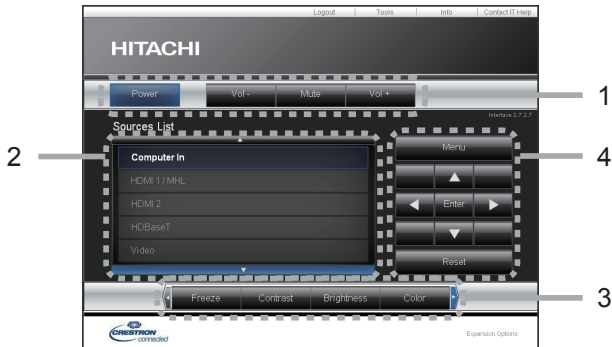 Logout Tools Info Contact IT Help
HITACHI
Power Vol - Mute Vol +
1
Interface 2.7.2.7
Sources List
2
Computer In
HDMI 1 / MHL
HDMI 2
HDBaseT
Video
Menu
Enter
Reset
4
Freeze Contrast Brightness Color
3
CRESTRON
connected
Expansion Options